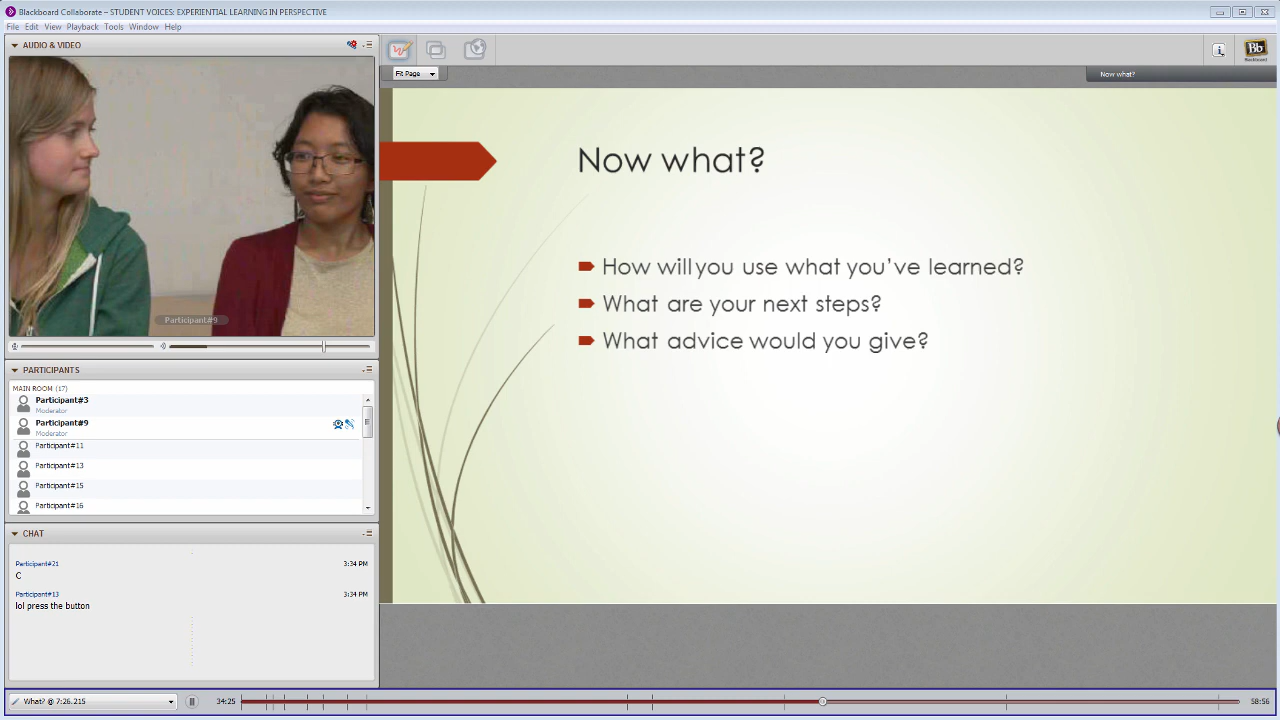 Blackboard Collaborate – STUDENT VOICES: EXPERIENTIAL LEARNING IN PERSPECTIVE
File Edit View Playback Tools Window Help
AUDIO & VIDEO
Participant#9
PARTICIPANTS
MAIN ROOM (17)
Participant#3
Moderator
Participant#9
Moderator
Participant#11
Participant#13
Participant#15
Participant#16
CHAT
Participant#21 3:34 PM
C
Participant#13 3:34 PM
lol press the button
Fit Page
Bb
Blackboard
Now what?
Now what?
How will you use what you've learned?
What are your next steps?
What advice would you give?
What? @ 7:26.215
34:25
58:56